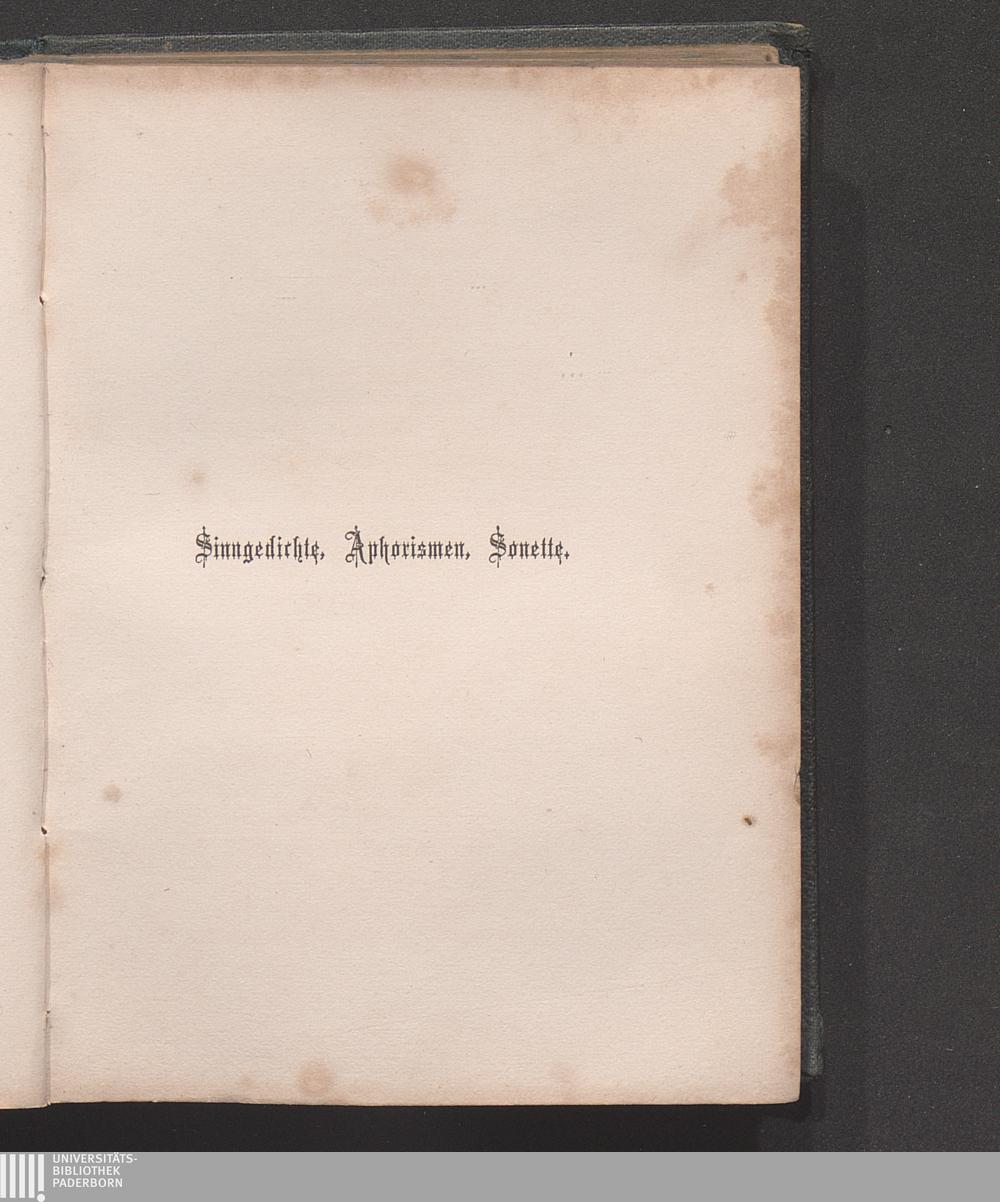 Sinngedichte, Aphorismen, Sonette.
UNIVERSITÄTS-
BIBLIOTHEK
PADERBORN